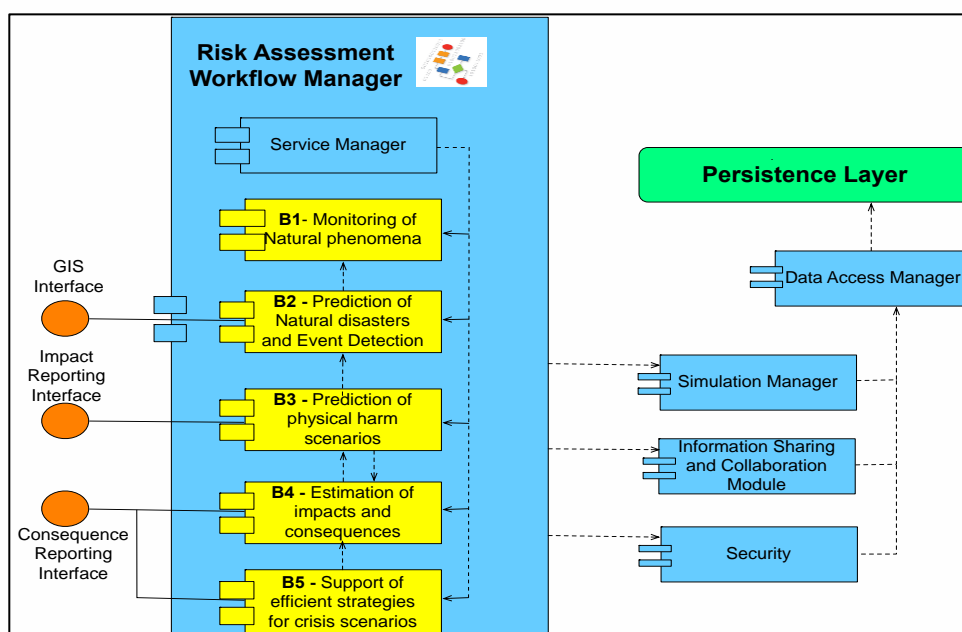 Risk Assessment
Workflow Manager
Service Manager
B1- Monitoring of
Natural phenomena
GIS
Interface
B2 - Prediction of
Natural disasters
and Event Detection
Impact
Reporting
Interface
B3 - Prediction of
physical harm
scenarios
B4 - Estimation of
impacts and
consequences
Consequence
Reporting
Interface
B5 - Support of
efficient strategies
for crisis scenarios
Persistence Layer
Data Access Manager
Simulation Manager
Information Sharing
and Collaboration
Module
Security